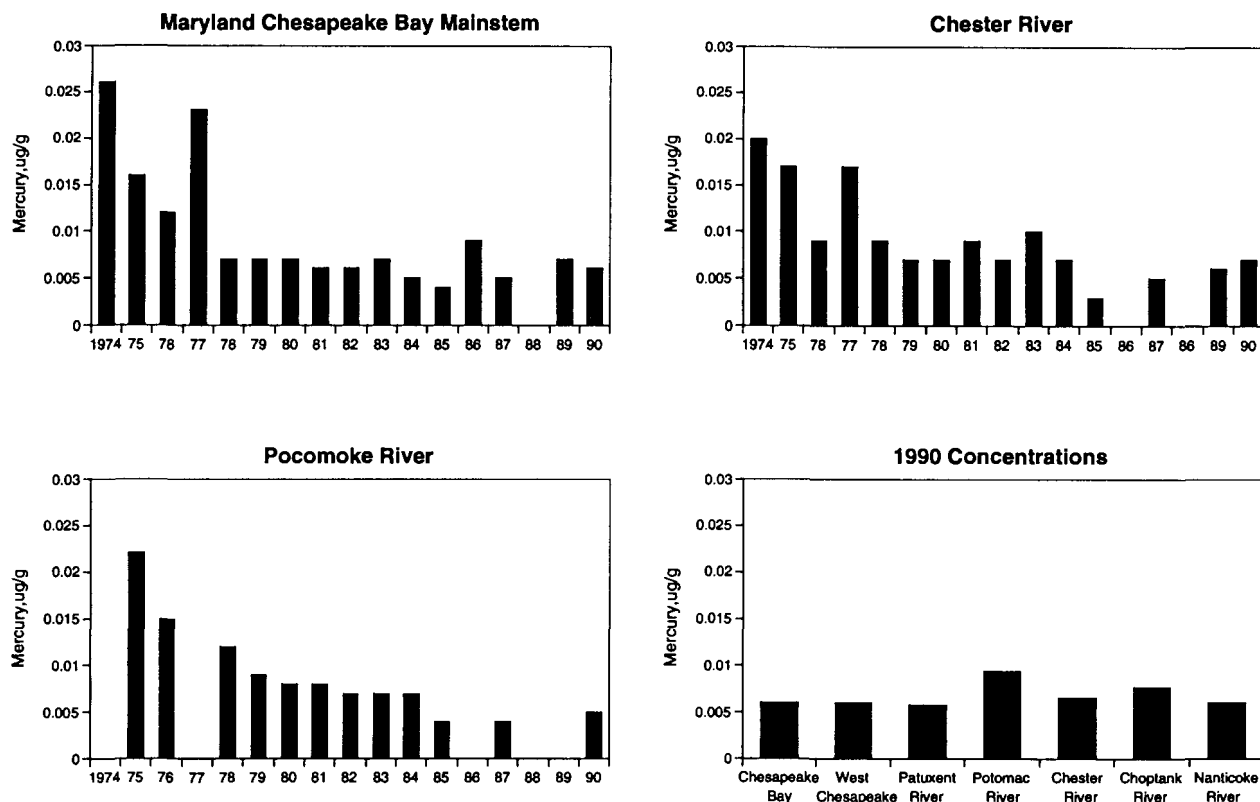 Maryland Chesapeake Bay Mainstem
0.03
0.025
0.02
0.015
0.01
0.005
0
Mercury,ug/g
1974 75 78 77 78 79 80 81 82 83 84 85 86 87 88 89 90
Chester River
0.03
0.025
0.02
0.015
0.01
0.005
0
Mercury,ug/g
1974 75 78 77 78 79 80 81 82 83 84 85 86 87 86 89 90
Pocomoke River
0.03
0.025
0.02
0.015
0.01
0.005
0
Mercury,ug/g
1974 75 76 77 78 79 80 81 82 83 84 85 86 87 88 89 90
1990 Concentrations
0.03
0.025
0.02
0.015
0.01
0.005
0
Mercury,ug/g
Chesapeake West Patuxent Potomac Chester Choptank Nanticoke
Bay Chesapeake River River River River River